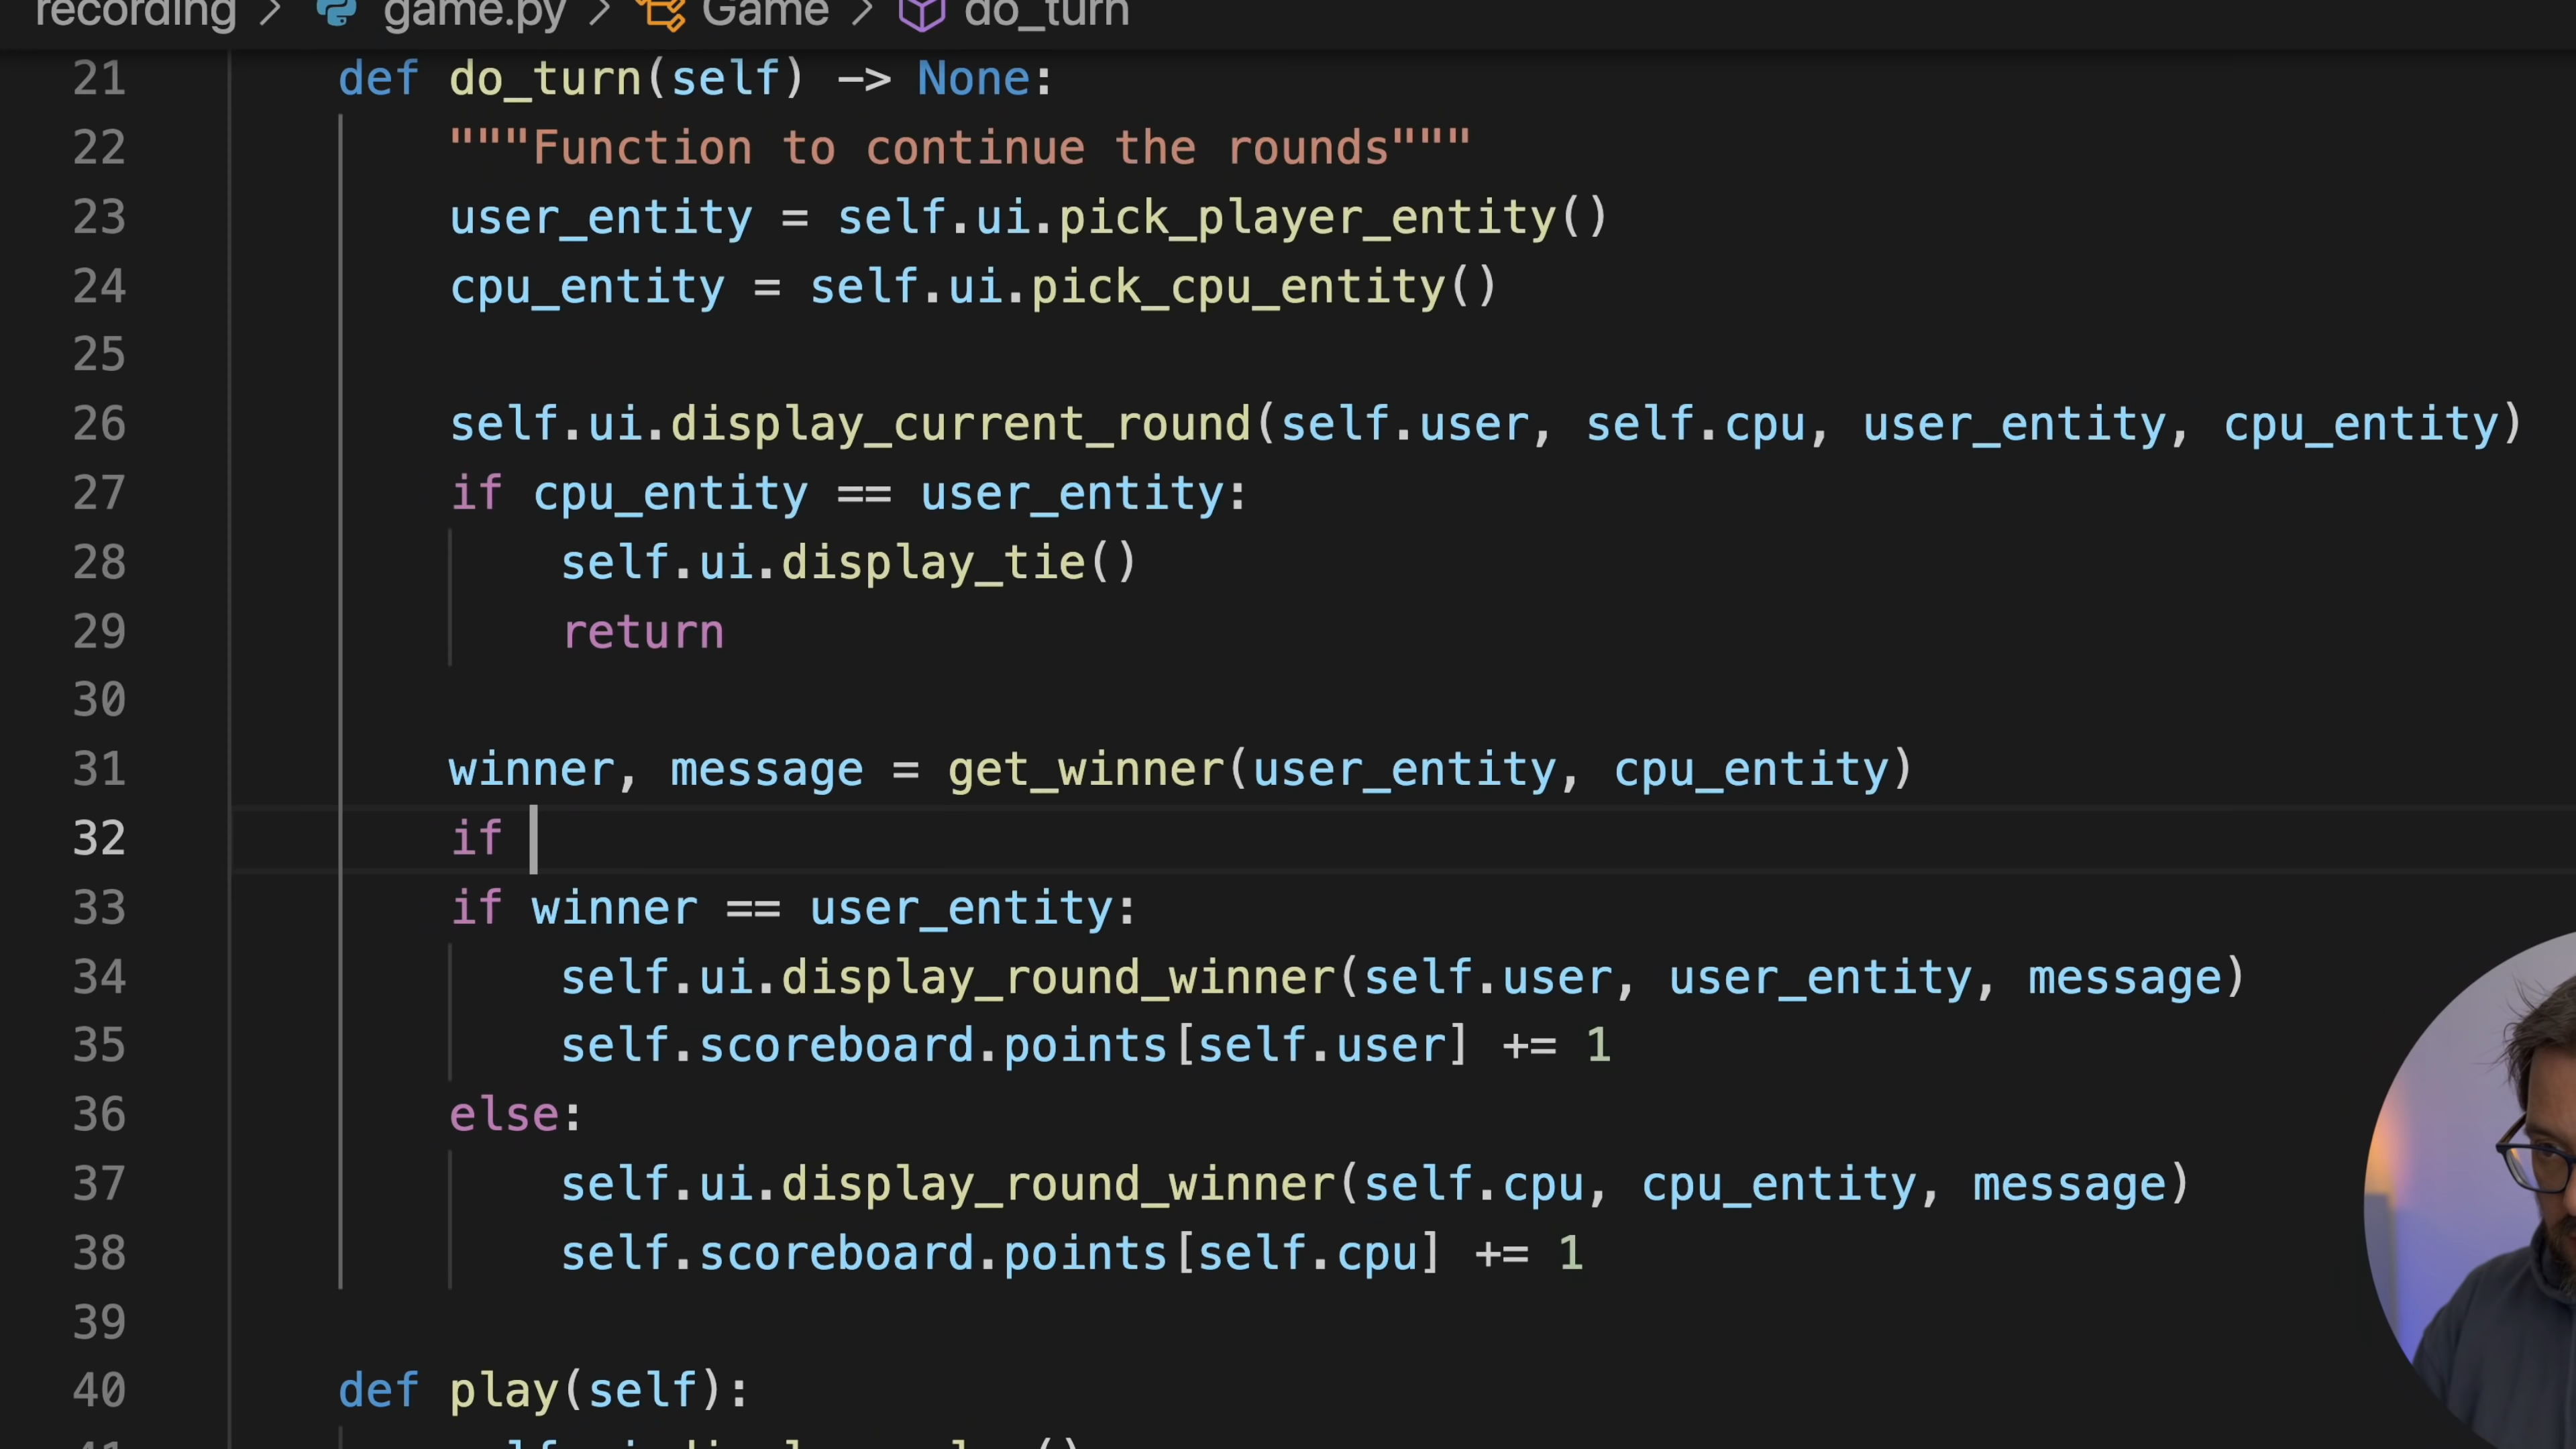 recording > game.py > Game > do_turn
21 def do_turn(self) -> None:
22 """Function to continue the rounds"""
23 user_entity = self.ui.pick_player_entity()
24 cpu_entity = self.ui.pick_cpu_entity()
25
26 self.ui.display_current_round(self.user, self.cpu, user_entity, cpu_entity)
27 if cpu_entity == user_entity:
28 self.ui.display_tie()
29 return
30
31 winner, message = get_winner(user_entity, cpu_entity)
32 if
33 if winner == user_entity:
34 self.ui.display_round_winner(self.user, user_entity, message)
35 self.scoreboard.points[self.user] += 1
36 else:
37 self.ui.display_round_winner(self.cpu, cpu_entity, message)
38 self.scoreboard.points[self.cpu] += 1
39
40 def play(self):